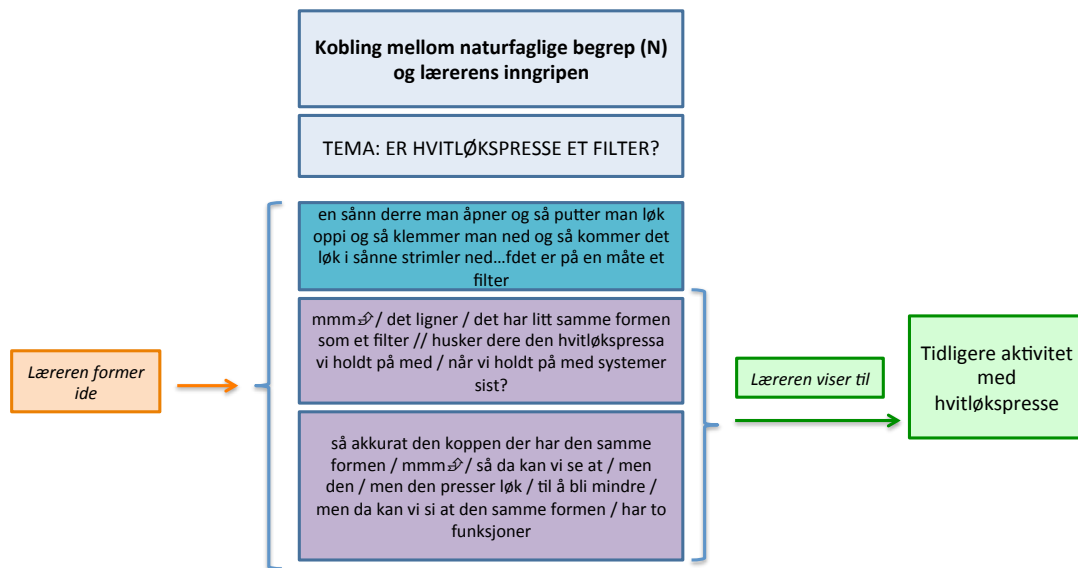 Kobling mellom naturfaglige begrep (N)
og lærerens inngripen
TEMA: ER HVITLØKSPRESSE ET FILTER?
en sånn derre man åpner og så putter man løk
oppi og så klemmer man ned og så kommer det
løk i sånne strimler ned...fdet er på en måte et
filter
mmm⮵/ det ligner / det har litt samme formen
som et filter // husker dere den hvitløkspressa
vi holdt på med / når vi holdt på med systemer
sist?
så akkurat den koppen der har den samme
formen / mmm⮵/ så da kan vi se at / men
den / men den presser løk / til å bli mindre /
men da kan vi si at den samme formen / har to
funksjoner
Læreren former
ide
Læreren viser til
Tidligere aktivitet
med
hvitløkspresse